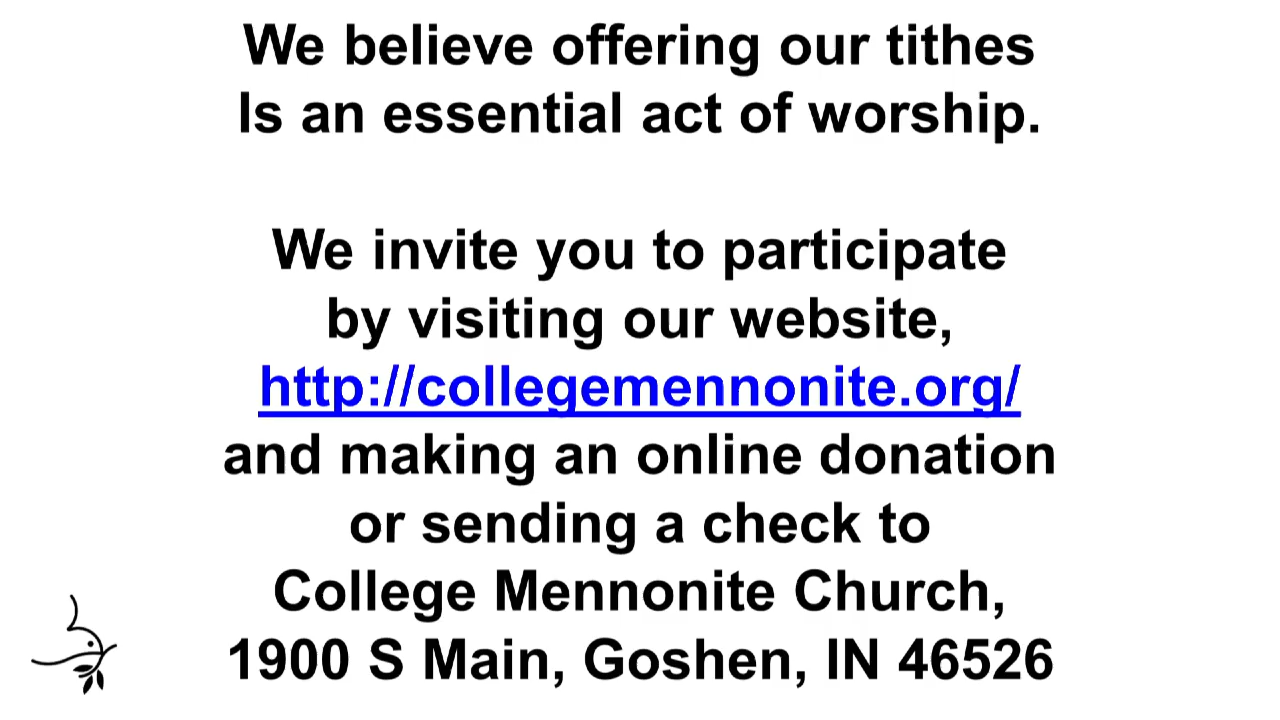 We believe offering our tithes
Is an essential act of worship.
We invite you to participate
by visiting our website,
http://collegemennonite.org/
and making an online donation
or sending a check to
College Mennonite Church,
1900 S Main, Goshen, IN 46526